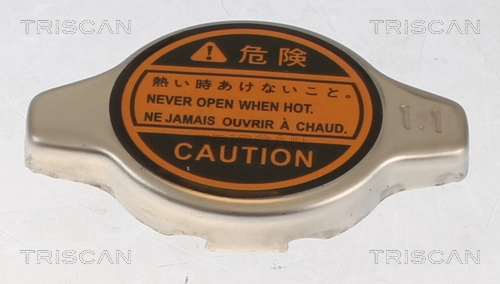 TRISCAN TRISCAN
⚠ 危険
熱い時あけないこと。
NEVER OPEN WHEN HOT.
NE JAMAIS OUVRIR À CHAUD.
CAUTION
1.1
TRISCAN
TRISCAN TRISCAN